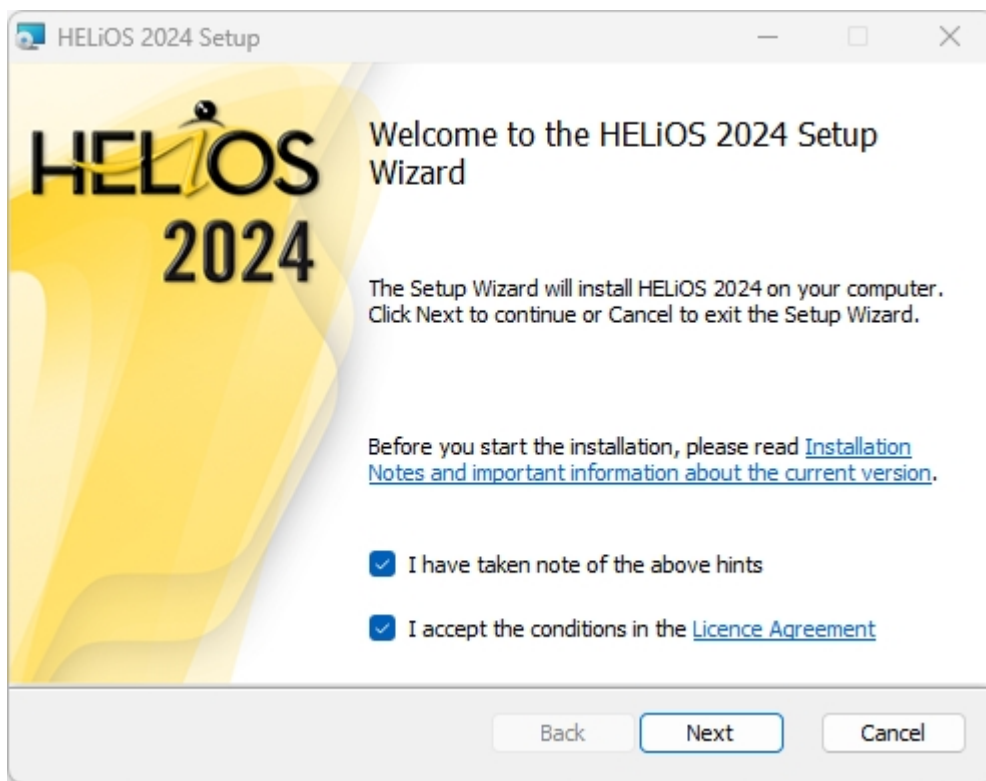 HELiOS 2024 Setup
HELiOS
2024
Welcome to the HELiOS 2024 Setup
Wizard
The Setup Wizard will install HELiOS 2024 on your computer.
Click Next to continue or Cancel to exit the Setup Wizard.
Before you start the installation, please read Installation
Notes and important information about the current version.
I have taken note of the above hints
I accept the conditions in the Licence Agreement
Back
Next
Cancel